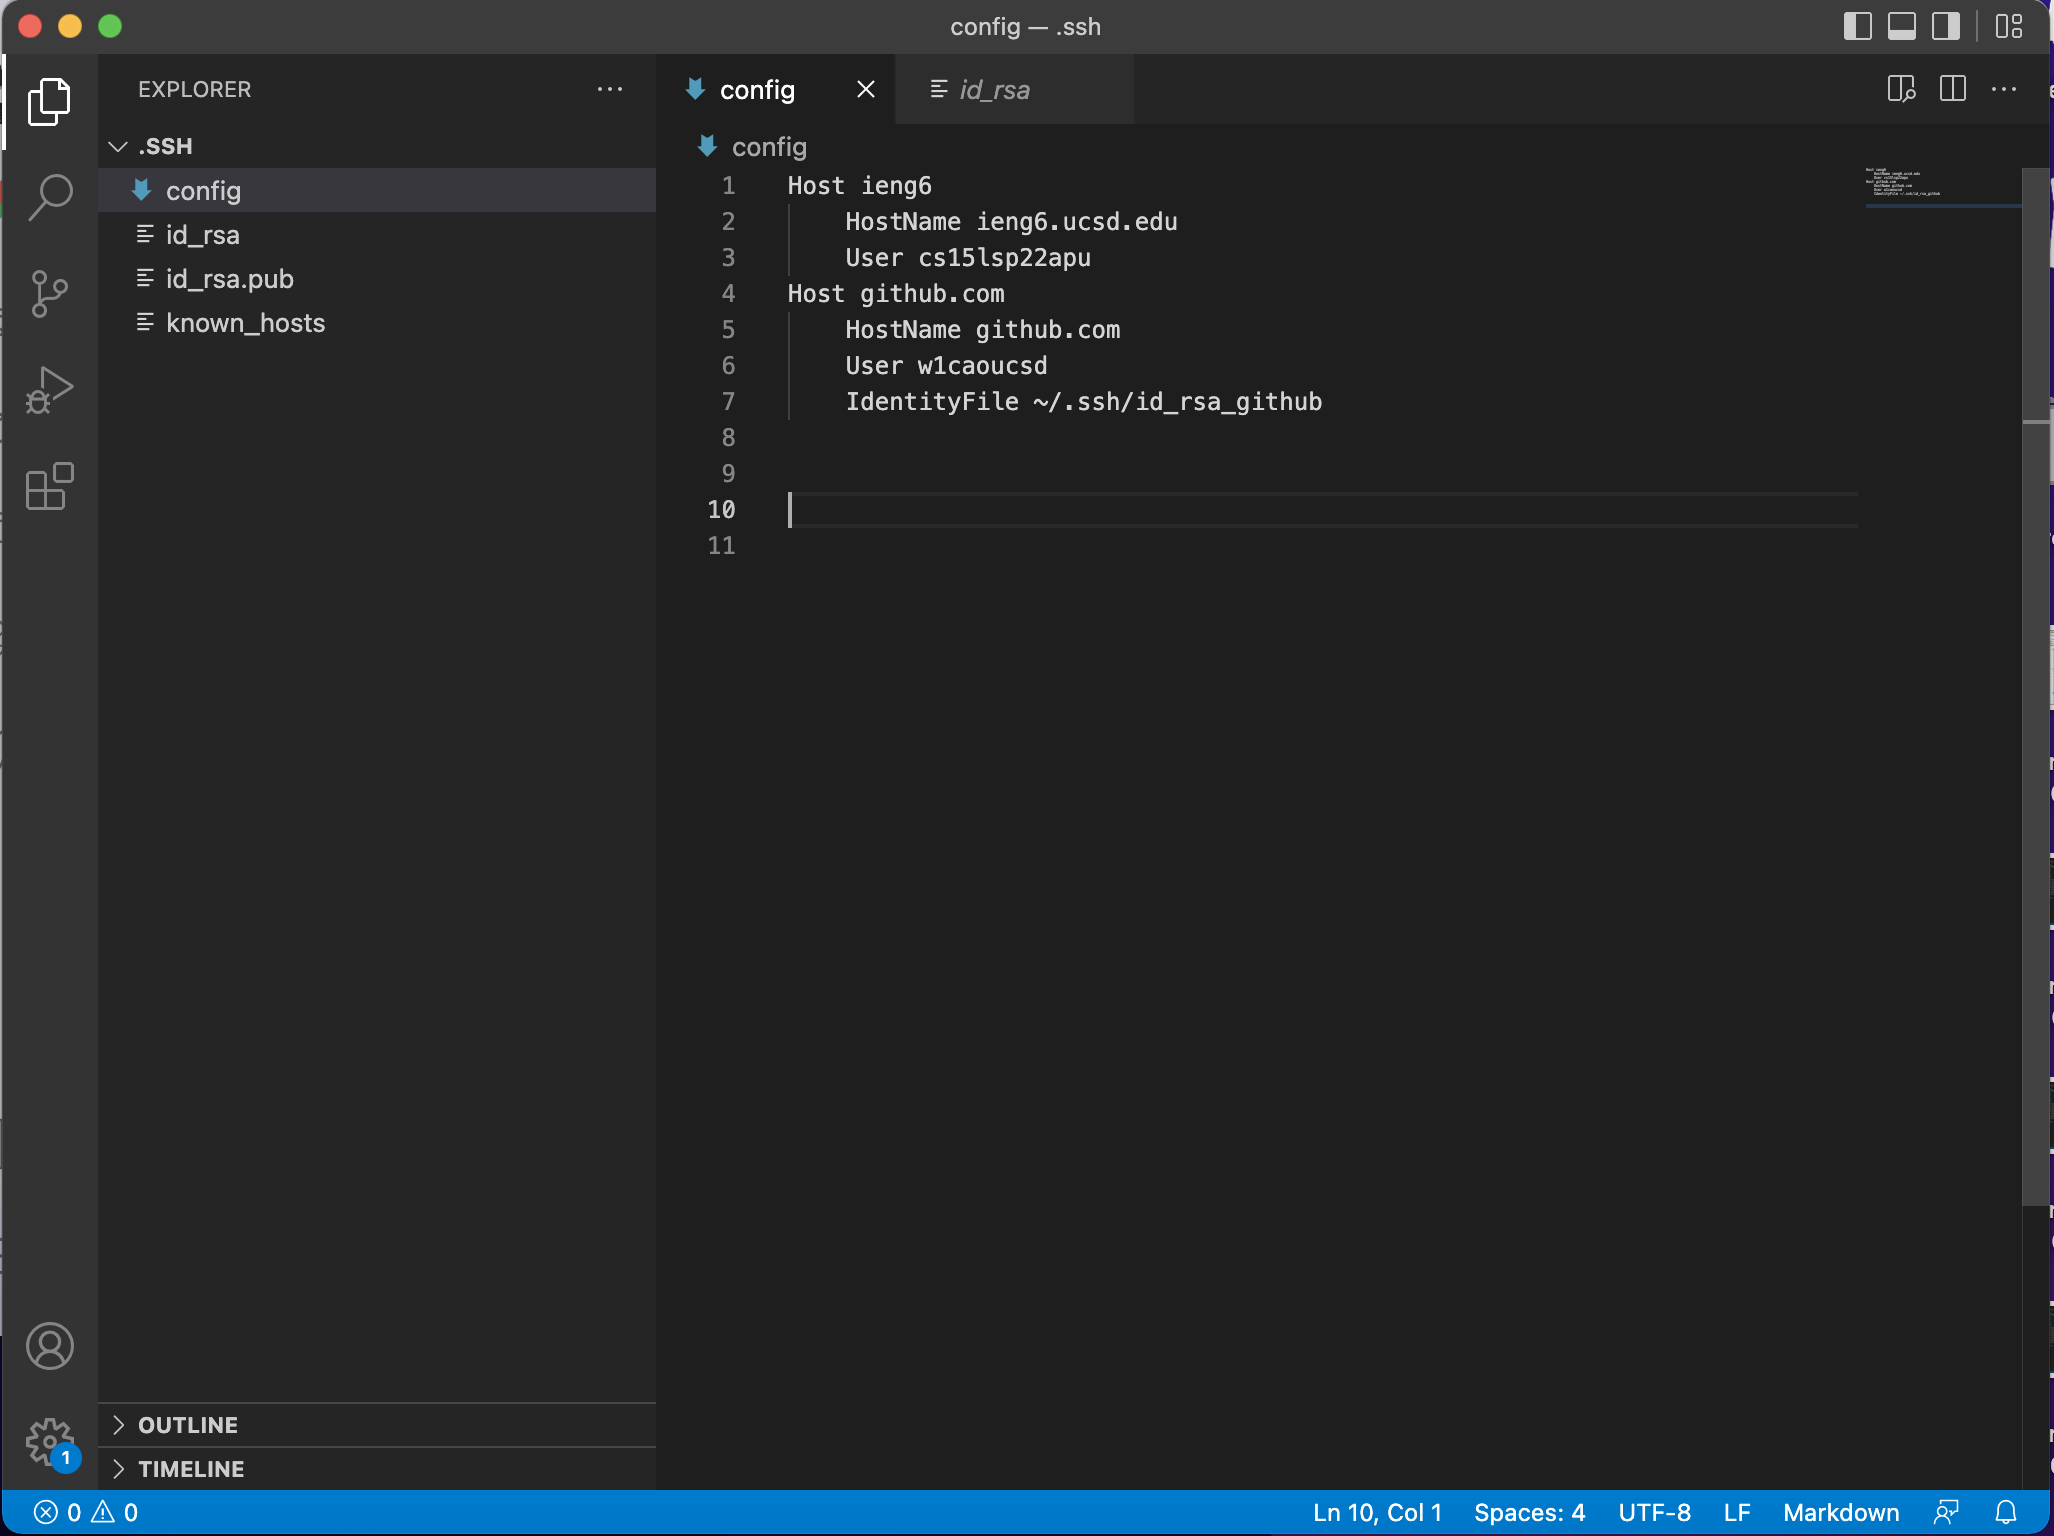 config — .ssh
EXPLORER
config
id_rsa
.SSH
config
id_rsa
id_rsa.pub
known_hosts
OUTLINE
TIMELINE
config
1 Host ieng6
2 HostName ieng6.ucsd.edu
3 User cs15lsp22apu
4 Host github.com
5 HostName github.com
6 User w1caoucsd
7 IdentityFile ~/.ssh/id_rsa_github
8
9
10
11
1
0 0 Ln 10, Col 1 Spaces: 4 UTF-8 LF Markdown